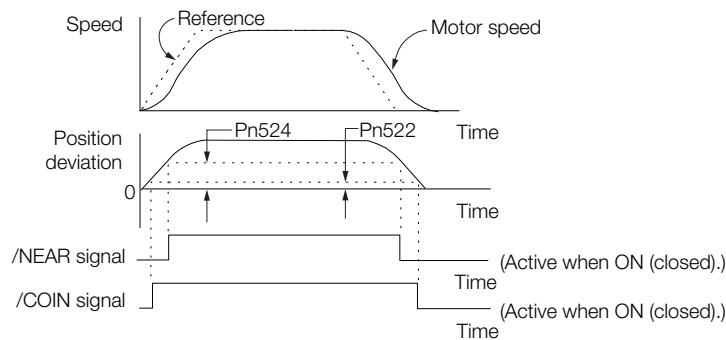 Speed
Reference
Motor speed
Time
Position
deviation
Pn524
Pn522
0
Time
/NEAR signal
(Active when ON (closed).)
Time
/COIN signal
(Active when ON (closed).)
Time